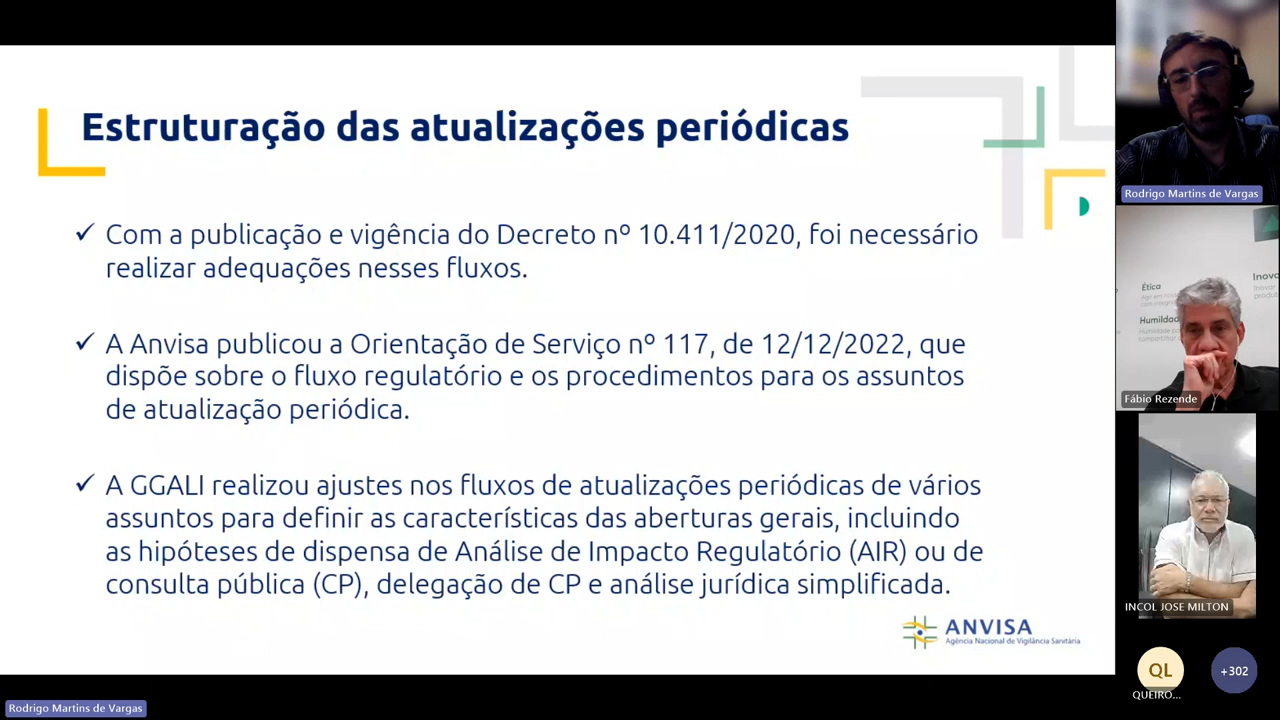 Estruturação das atualizações periódicas
✓ Com a publicação e vigência do Decreto nº 10.411/2020, foi necessário
realizar adequações nesses fluxos.
✓ A Anvisa publicou a Orientação de Serviço nº 117, de 12/12/2022, que
dispõe sobre o fluxo regulatório e os procedimentos para os assuntos
de atualização periódica.
✓ A GGALI realizou ajustes nos fluxos de atualizações periódicas de vários
assuntos para definir as características das aberturas gerais, incluindo
as hipóteses de dispensa de Análise de Impacto Regulatório (AIR) ou de
consulta pública (CP), delegação de CP e análise jurídica simplificada.
ANVISA
Agência Nacional de Vigilância Sanitária
Rodrigo Martins de Vargas
Rodrigo Martins de Vargas
Ética
Humildade
Inova
Fábio Rezende
INCOL JOSE MILTON
QL
QUEIRO...
+302